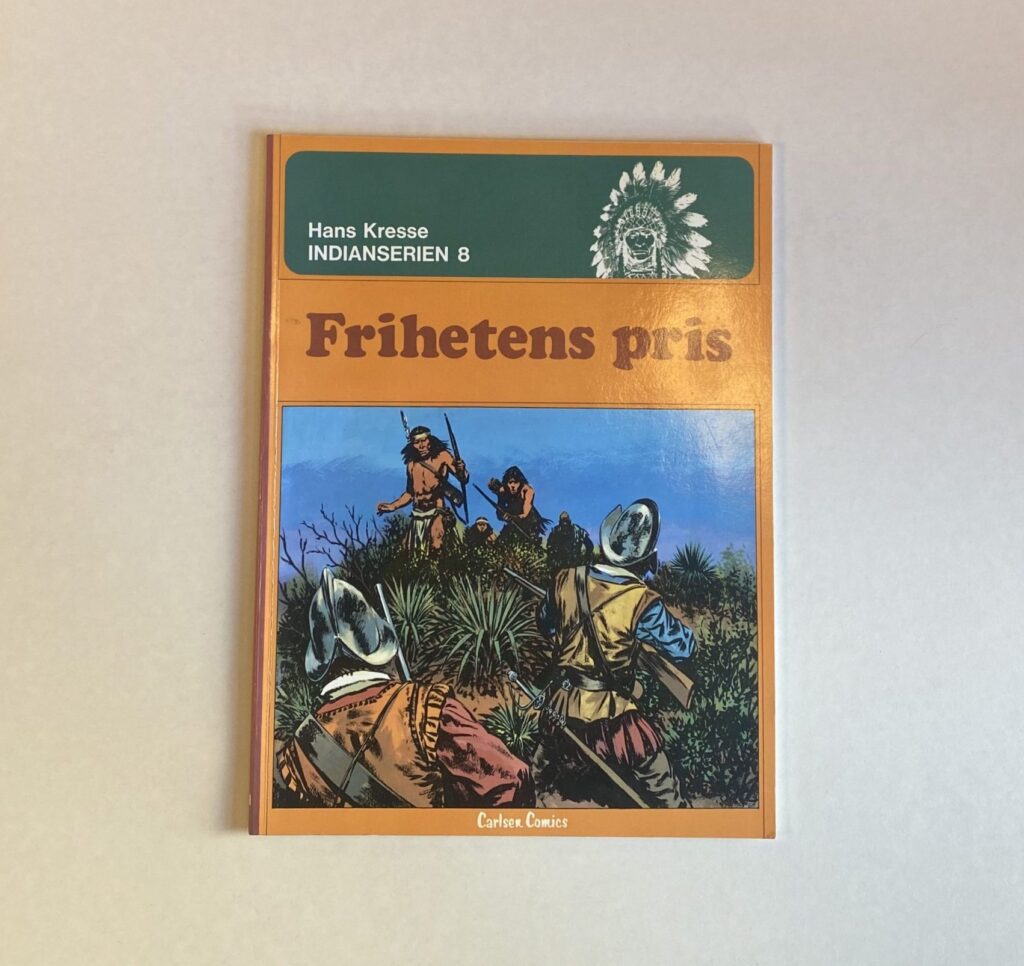 Hans Kresse
INDIANSERIEN 8
Frihetens pris
Carlsen Comics